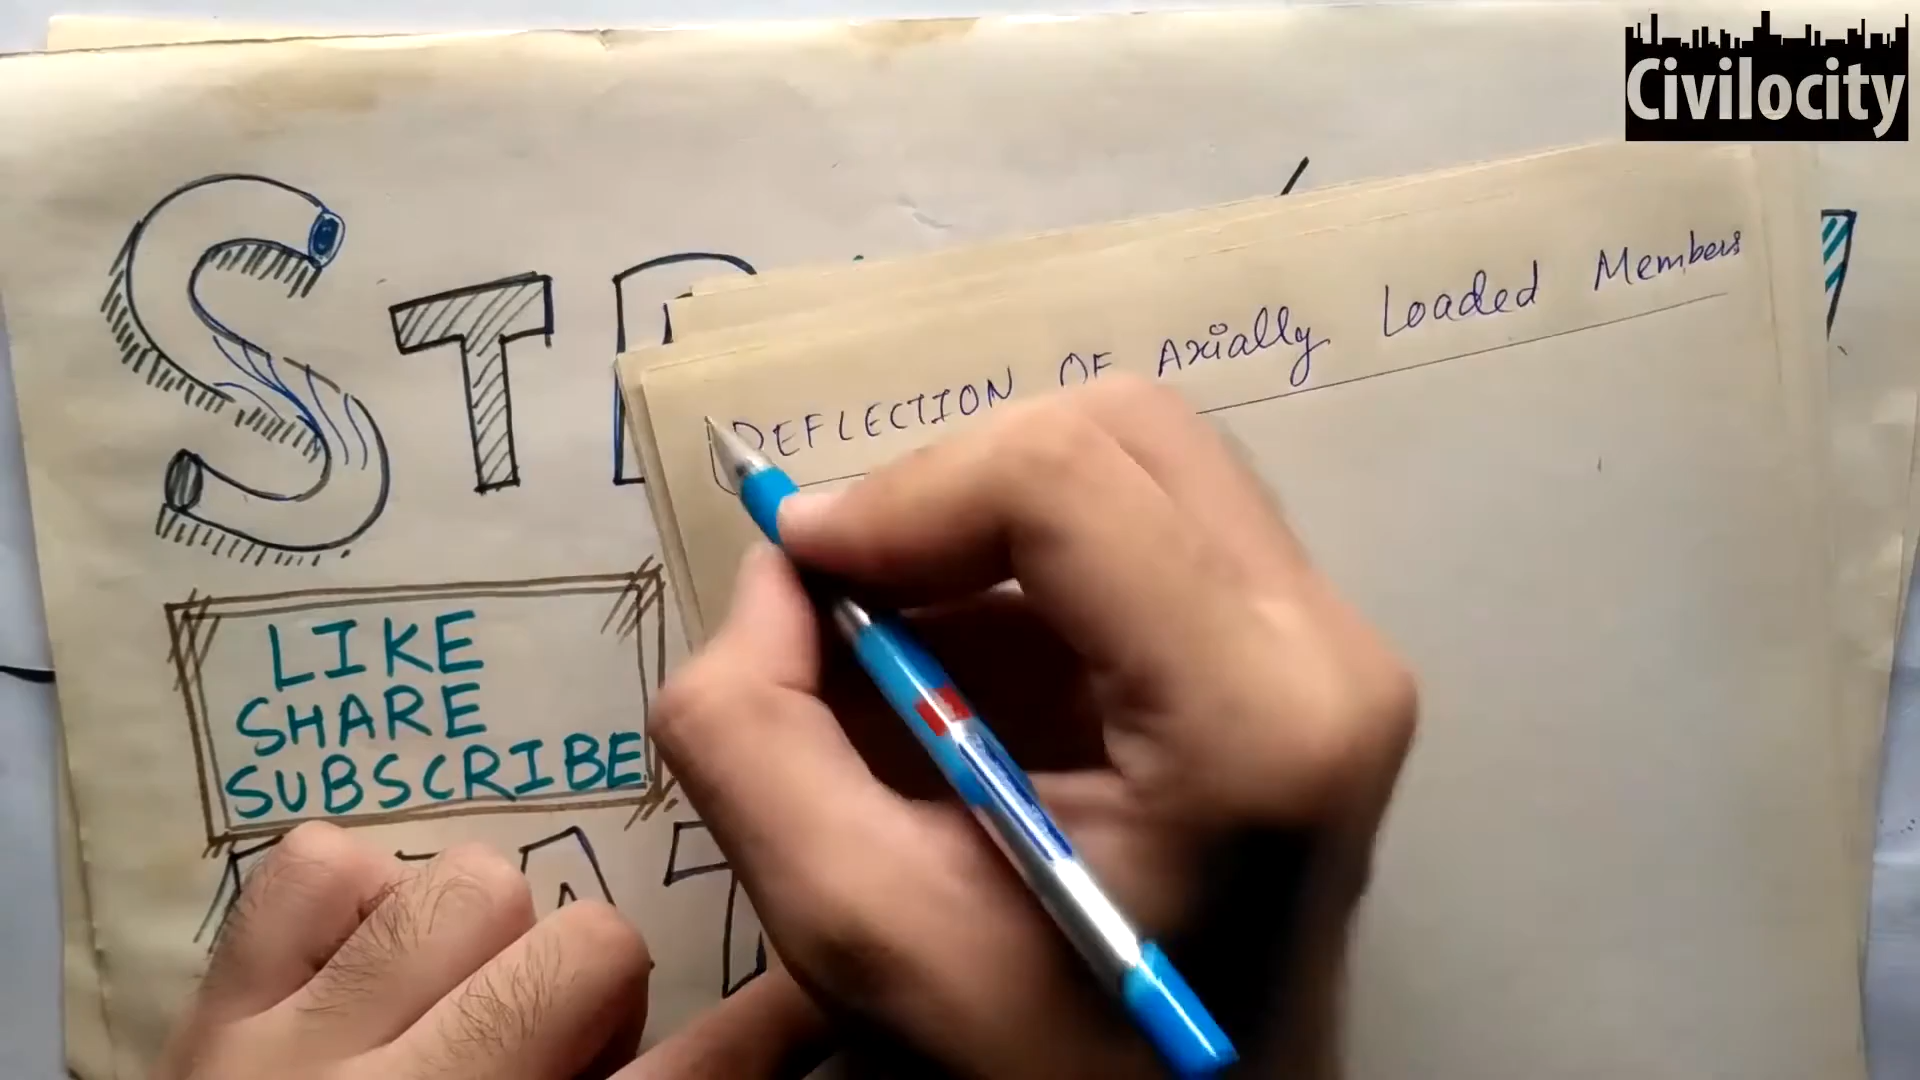 Civilocity
DEFLECTION OF Axially Loaded Members
LIKE
SHARE
SUBSCRIBE